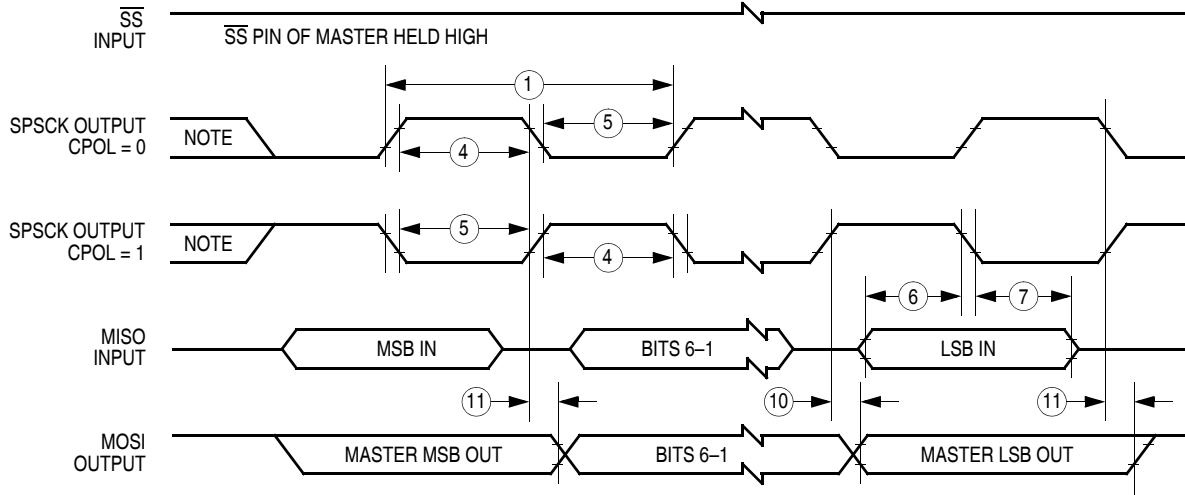 SS
INPUT
SS PIN OF MASTER HELD HIGH
1
SPSCK OUTPUT
CPOL = 0
NOTE
5
4
SPSCK OUTPUT
CPOL = 1
NOTE
5
4
6
7
MISO
INPUT
MSB IN
BITS 6–1
LSB IN
11
10
11
MOSI
OUTPUT
MASTER MSB OUT
BITS 6–1
MASTER LSB OUT